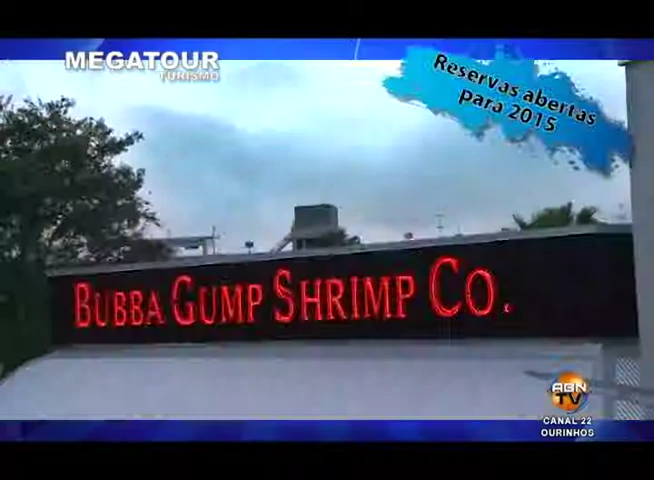 MEGATOUR
TURISMO
Reservas abertas
para 2015
BUBBA GUMP SHRIMP CO.
ABN
TV
CANAL 22
OURINHOS